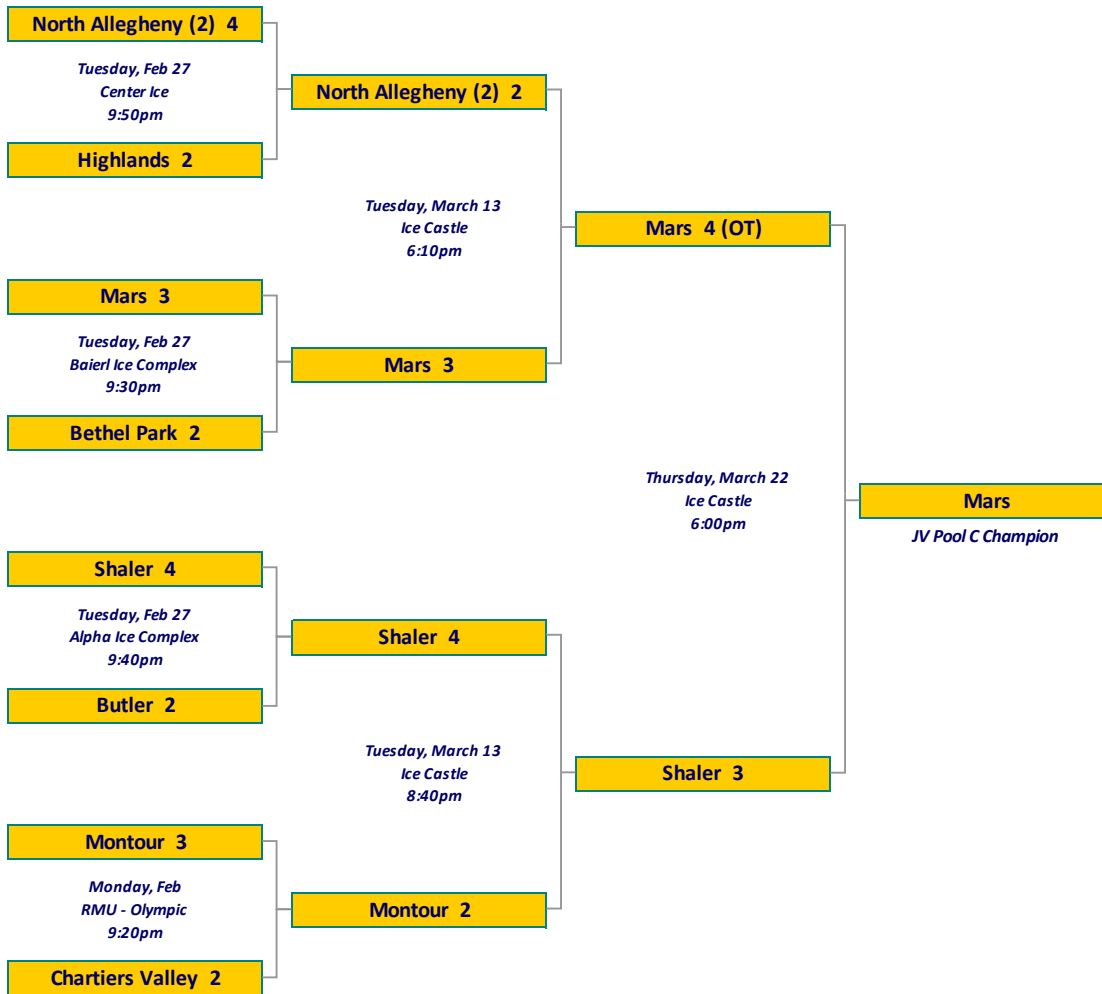 North Allegheny (2) 4
Tuesday, Feb 27
Center Ice
9:50pm
Highlands 2
North Allegheny (2) 2
Tuesday, March 13
Ice Castle
6:10pm
Mars 3
Tuesday, Feb 27
Baierl Ice Complex
9:30pm
Bethel Park 2
Mars 3
Mars 4 (OT)
Thursday, March 22
Ice Castle
6:00pm
Mars
JV Pool C Champion
Shaler 4
Tuesday, Feb 27
Alpha Ice Complex
9:40pm
Butler 2
Shaler 4
Tuesday, March 13
Ice Castle
8:40pm
Shaler 3
Montour 3
Monday, Feb
RMU - Olympic
9:20pm
Chartiers Valley 2
Montour 2